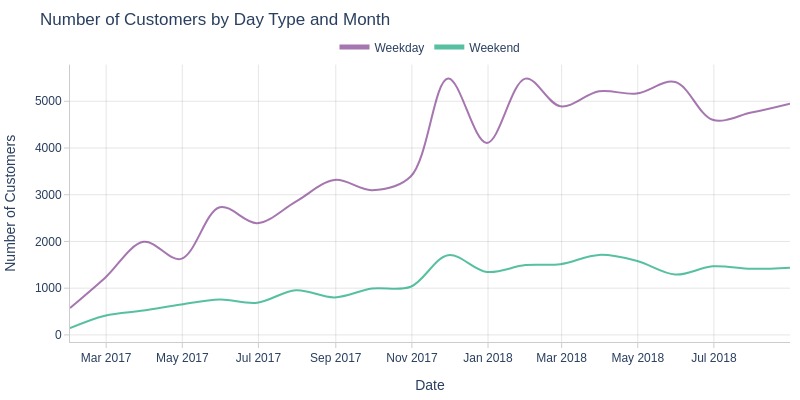 Number of Customers by Day Type and Month
Weekday Weekend
Number of Customers
5000
4000
3000
2000
1000
0
Mar 2017 May 2017 Jul 2017 Sep 2017 Nov 2017 Jan 2018 Mar 2018 May 2018 Jul 2018
Date